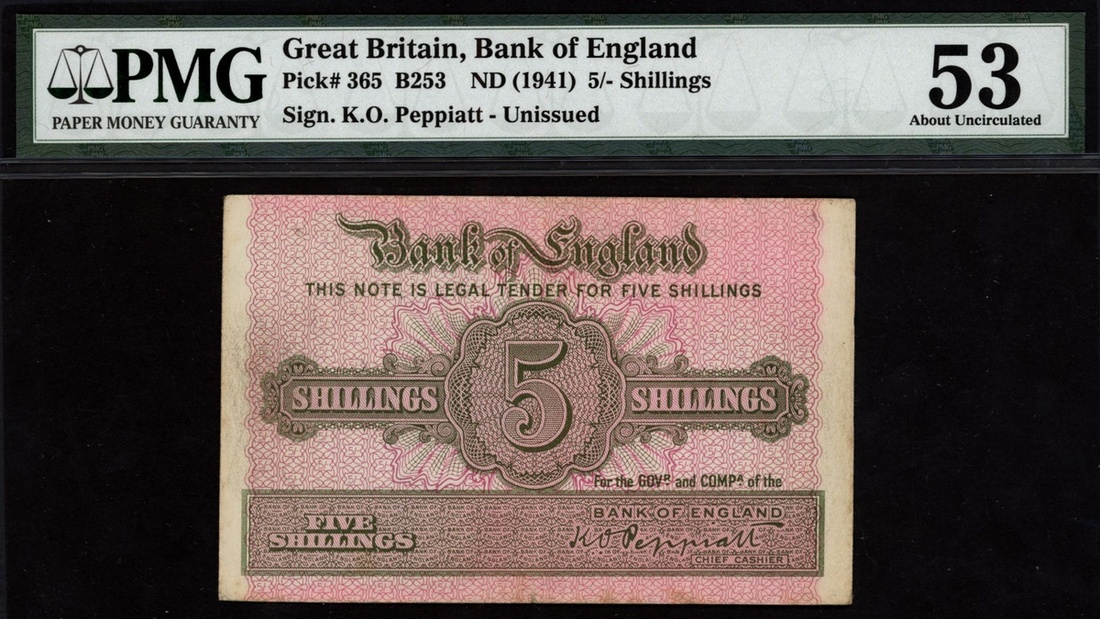 PMG
PAPER MONEY GUARANTY
Great Britain, Bank of England
Pick# 365 B253 ND (1941) 5/- Shillings
Sign. K.O. Peppiatt - Unissued
53
About Uncirculated
Bank of England
THIS NOTE IS LEGAL TENDER FOR FIVE SHILLINGS
SHILLINGS 5 SHILLINGS
For the GOVR and COMPA of the
BANK OF ENGLAND
FIVE
SHILLINGS
K O Peppiatt
CHIEF CASHIER